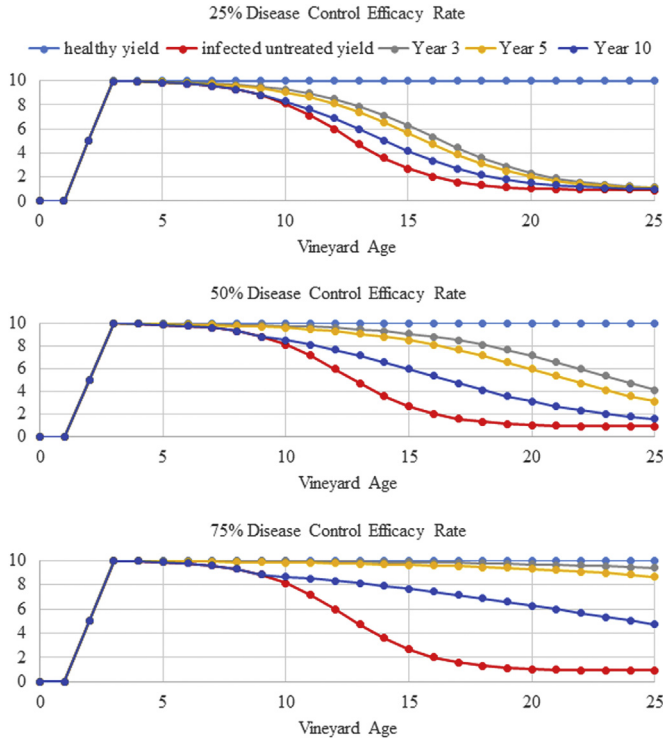 25% Disease Control Efficacy Rate
healthy yield infected untreated yield Year 3 Year 5 Year 10
10
8
6
4
2
0
0 5 10 15 20 25
Vineyard Age
50% Disease Control Efficacy Rate
10
8
6
4
2
0
0 5 10 15 20 25
Vineyard Age
75% Disease Control Efficacy Rate
10
8
6
4
2
0
0 5 10 15 20 25
Vineyard Age